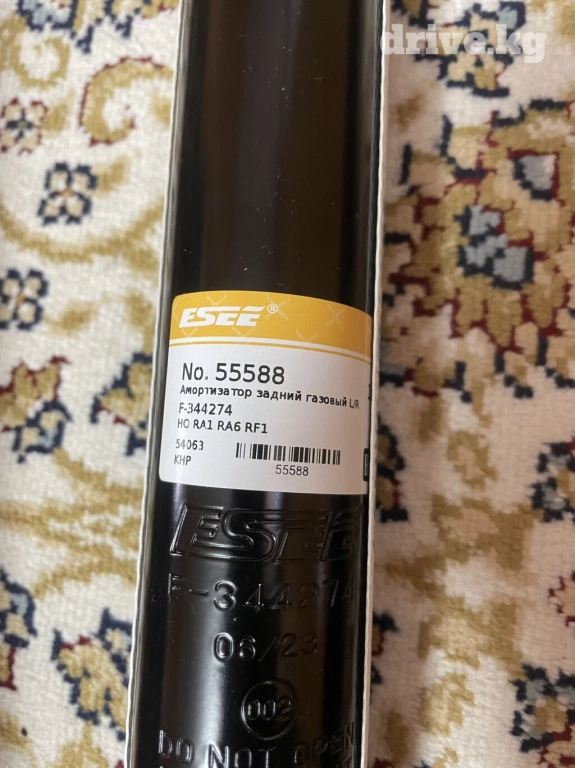 drive.kg
ESEE®
No. 55588
Амортизатор задний газовый L/R
F-344274
HO RA1 RA6 RF1
54063
КНР
55588
ESEE
F-344274
06/23
002
DO NOT OPEN